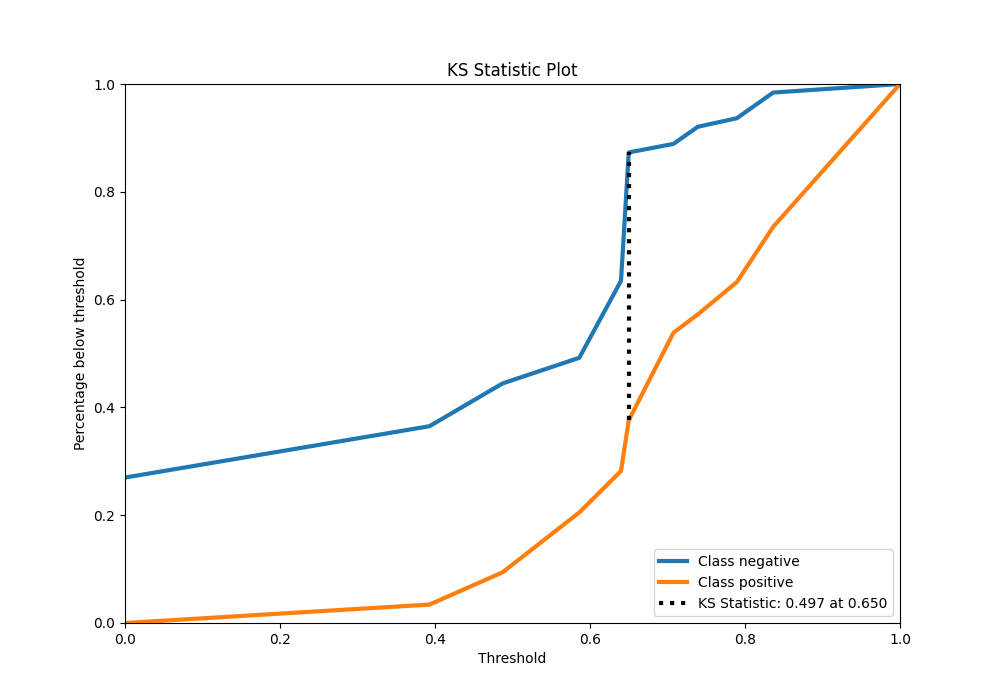 KS Statistic Plot
1.0
0.8
0.6
0.4
0.2
0.0
Percentage below threshold
0.0 0.2 0.4 0.6 0.8 1.0
Threshold
Class negative
Class positive
KS Statistic: 0.497 at 0.650